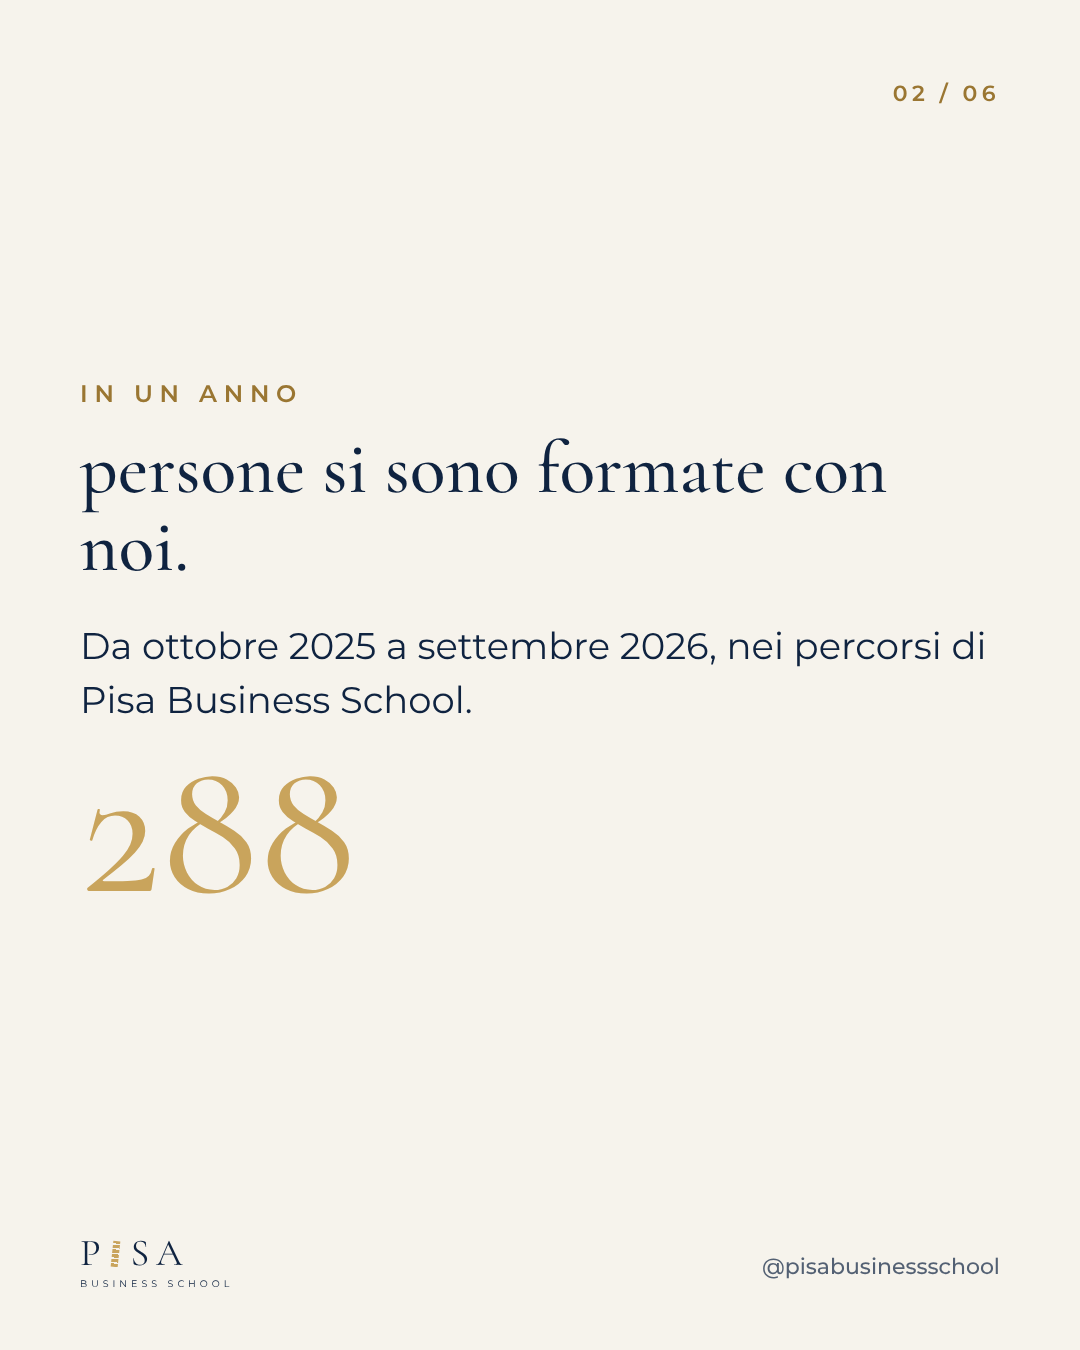 02 / 06
IN UN ANNO
persone si sono formate con
noi.
Da ottobre 2025 a settembre 2026, nei percorsi di
Pisa Business School.
288
PISA
BUSINESS SCHOOL
@pisabusinessschool